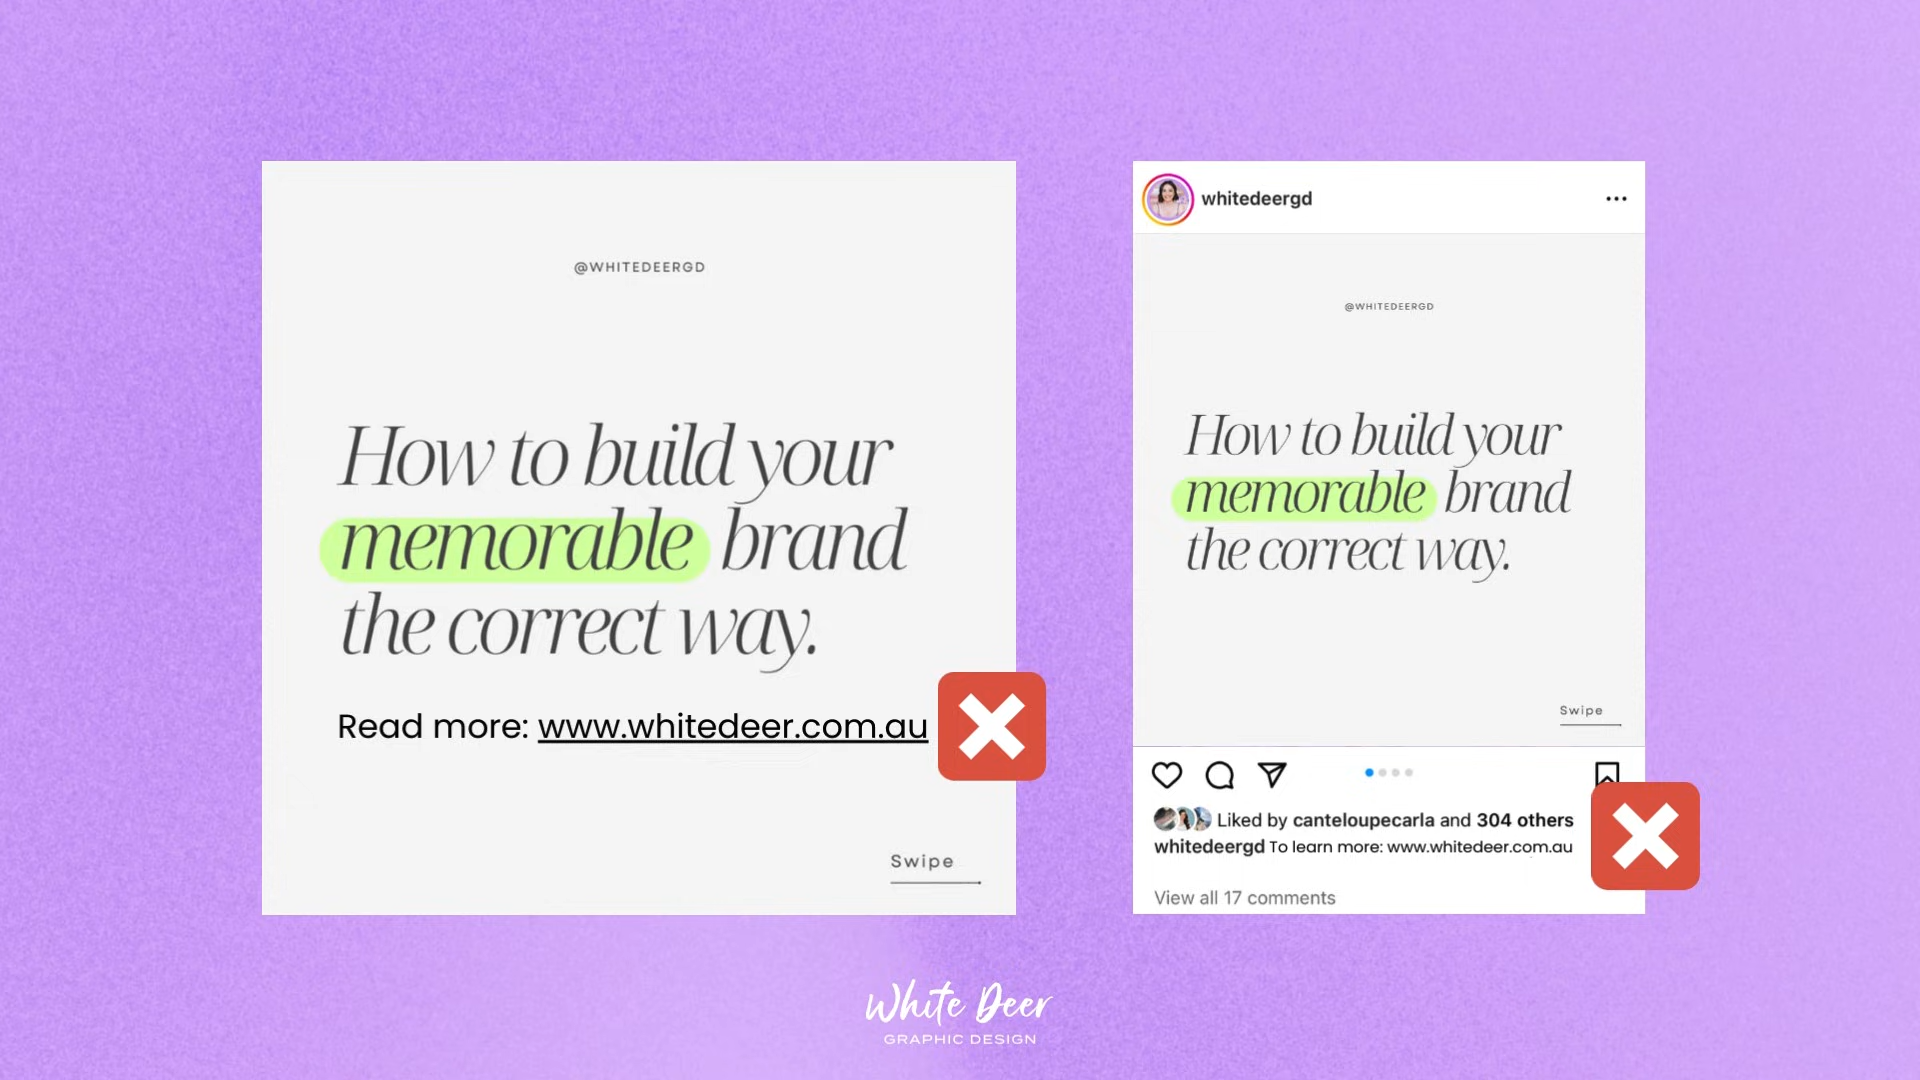 @WHITEDEERGD
How to build your
memorable brand
the correct way.
Read more: www.whitedeer.com.au
Swipe
whitedeergd
@WHITEDEERGD
How to build your
memorable brand
the correct way.
Swipe
Liked by canteloupecarla and 304 others
whitedeergd To learn more: www.whitedeer.com.au
View all 17 comments
White Deer
GRAPHIC DESIGN